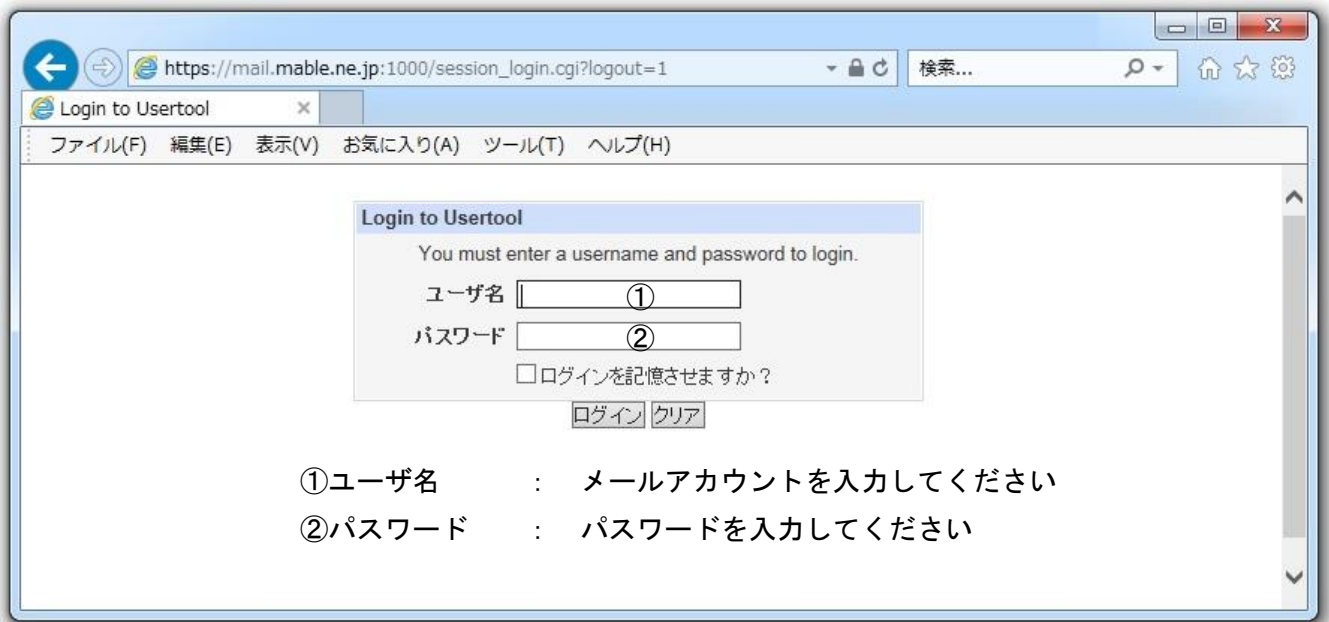 https://mail.mable.ne.jp:1000/session_login.cgi?logout=1
検索...
Login to Usertool
ファイル(F) 編集(E) 表示(V) お気に入り(A) ツール(T) ヘルプ(H)
Login to Usertool
You must enter a username and password to login.
ユーザ名 ①
パスワード ②
ログインを記憶させますか？
ログイン クリア
①ユーザ名 : メールアカウントを入力してください
②パスワード : パスワードを入力してください